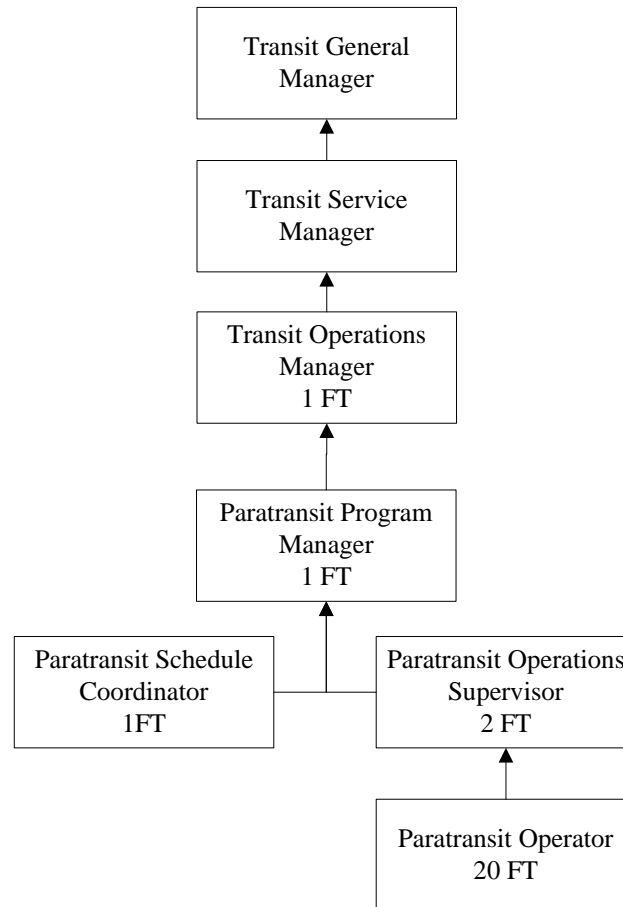 Transit General
Manager
Transit Service
Manager
Transit Operations
Manager
1 FT
Paratransit Program
Manager
1 FT
Paratransit Schedule
Coordinator
1FT
Paratransit Operations
Supervisor
2 FT
Paratransit Operator
20 FT